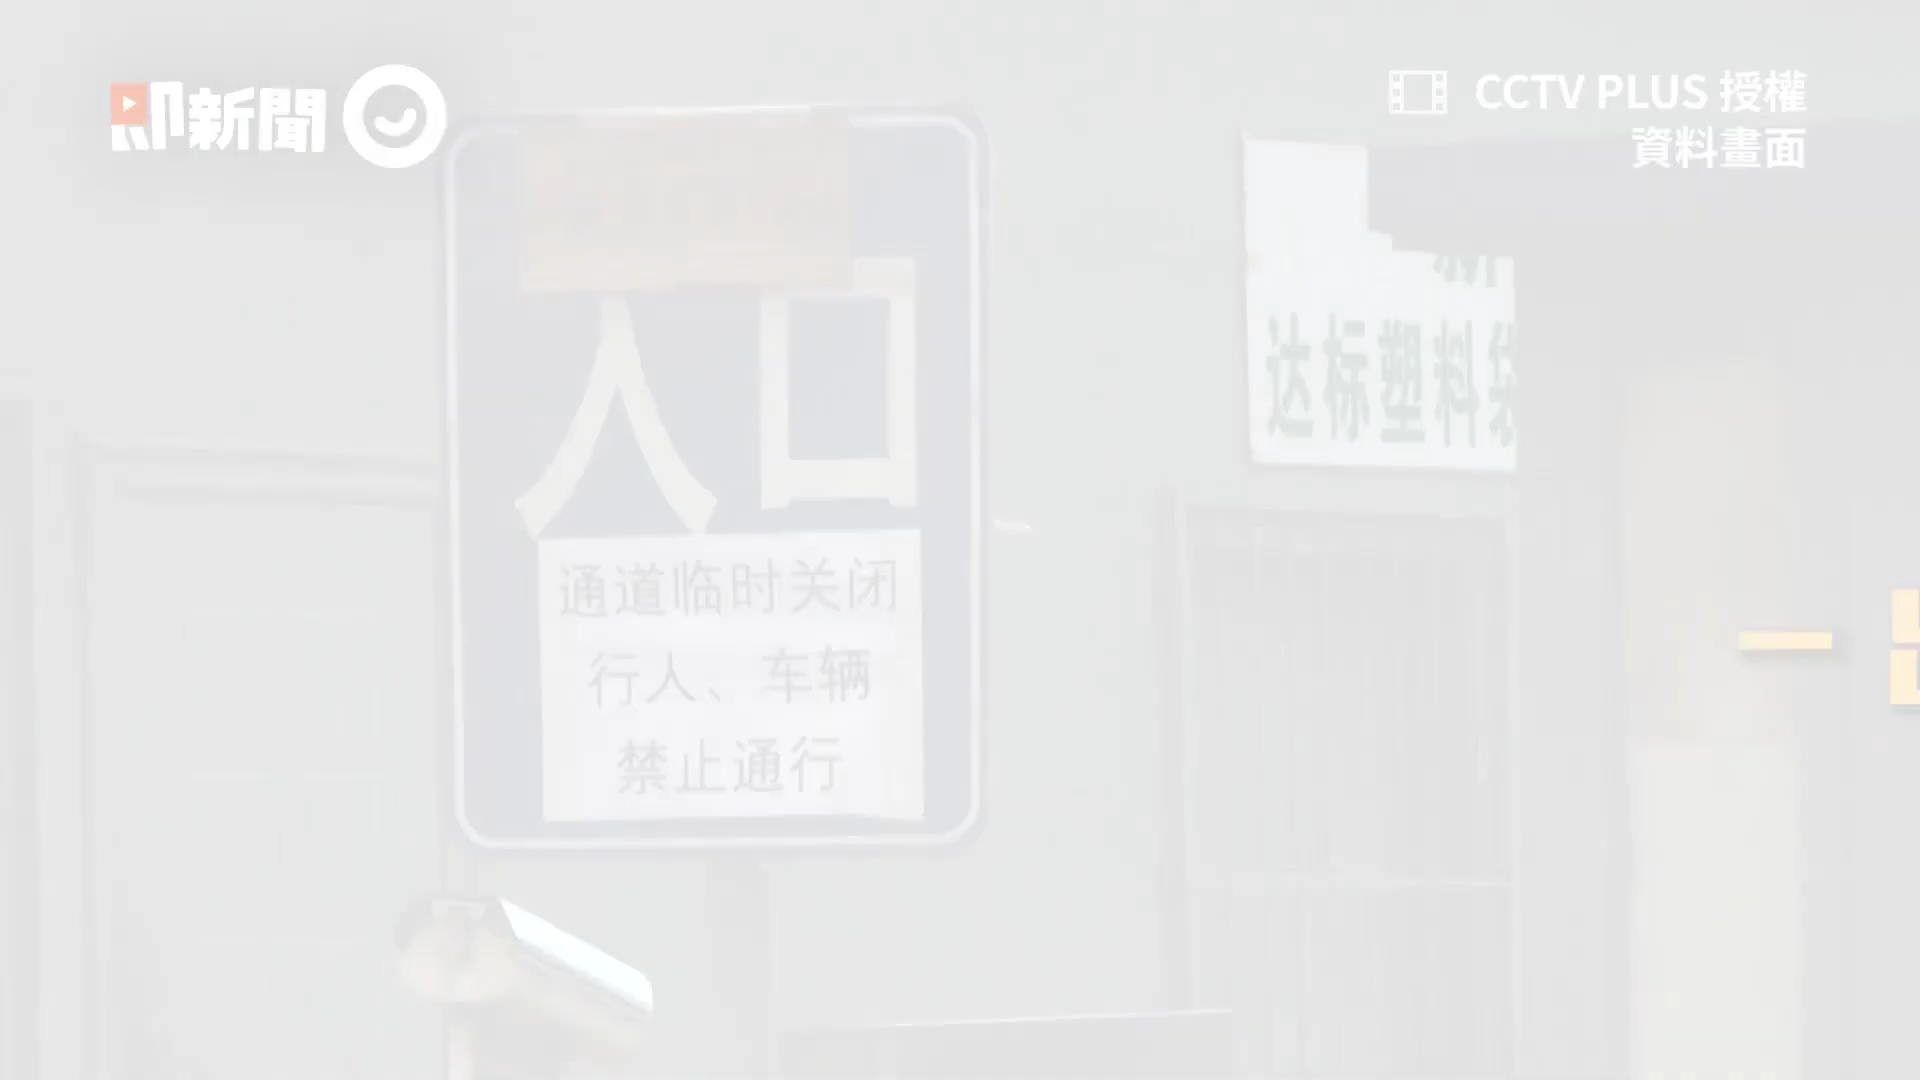 即新聞
CCTV PLUS 授權
資料畫面
入口
通道临时关闭
行人、车辆
禁止通行
达标塑料袋